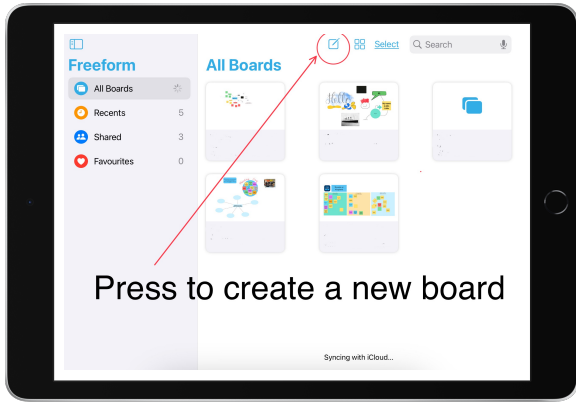 Select
Search
Freeform
All Boards
All Boards
Recents 5
Shared 3
Favourites 0
Press to create a new board
Syncing with iCloud...